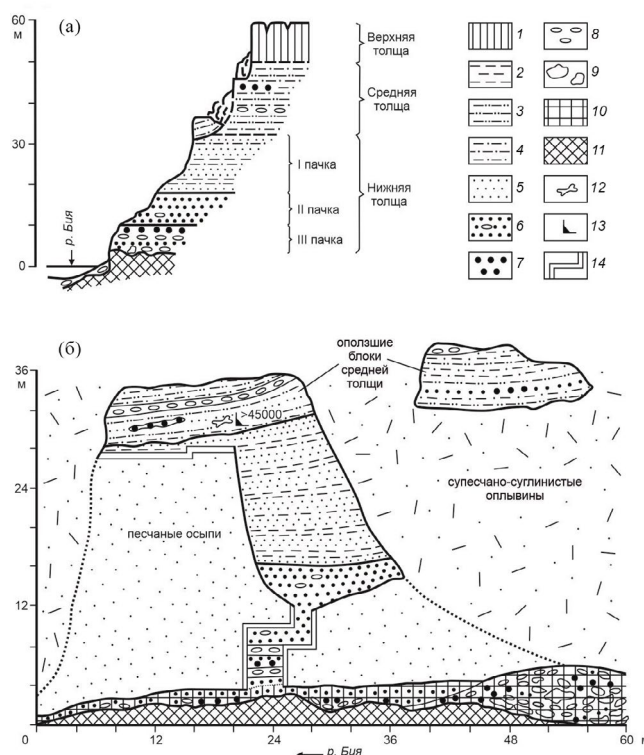 (а)
60
м
30
0
р. Бия
Верхняя
толща
Средняя
толща
I пачка
II пачка
III пачка
Нижняя
толща
1
2
3
4
5
6
7
8
9
10
11
12
13
14
(б)
36
м
24
12
0
оползшие
блоки
средней
толщи
>45000
песчаные осыпи
супесчано-суглинистые
оплывины
0 12 24 36 48 60 м
р. Бия